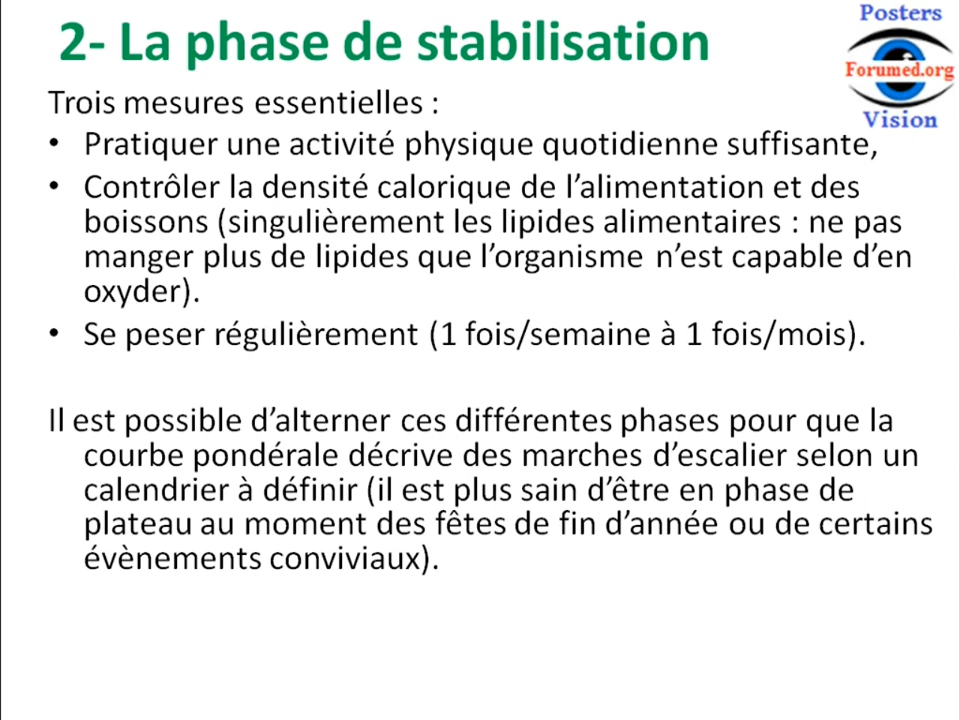 2- La phase de stabilisation
Posters
Forumed.org
Vision
Trois mesures essentielles :
• Pratiquer une activité physique quotidienne suffisante,
• Contrôler la densité calorique de l’alimentation et des
boissons (singulièrement les lipides alimentaires : ne pas
manger plus de lipides que l’organisme n’est capable d’en
oxyder).
• Se peser régulièrement (1 fois/semaine à 1 fois/mois).
Il est possible d’alterner ces différentes phases pour que la
courbe pondérale décrive des marches d’escalier selon un
calendrier à définir (il est plus sain d’être en phase de
plateau au moment des fêtes de fin d’année ou de certains
évènements conviviaux).